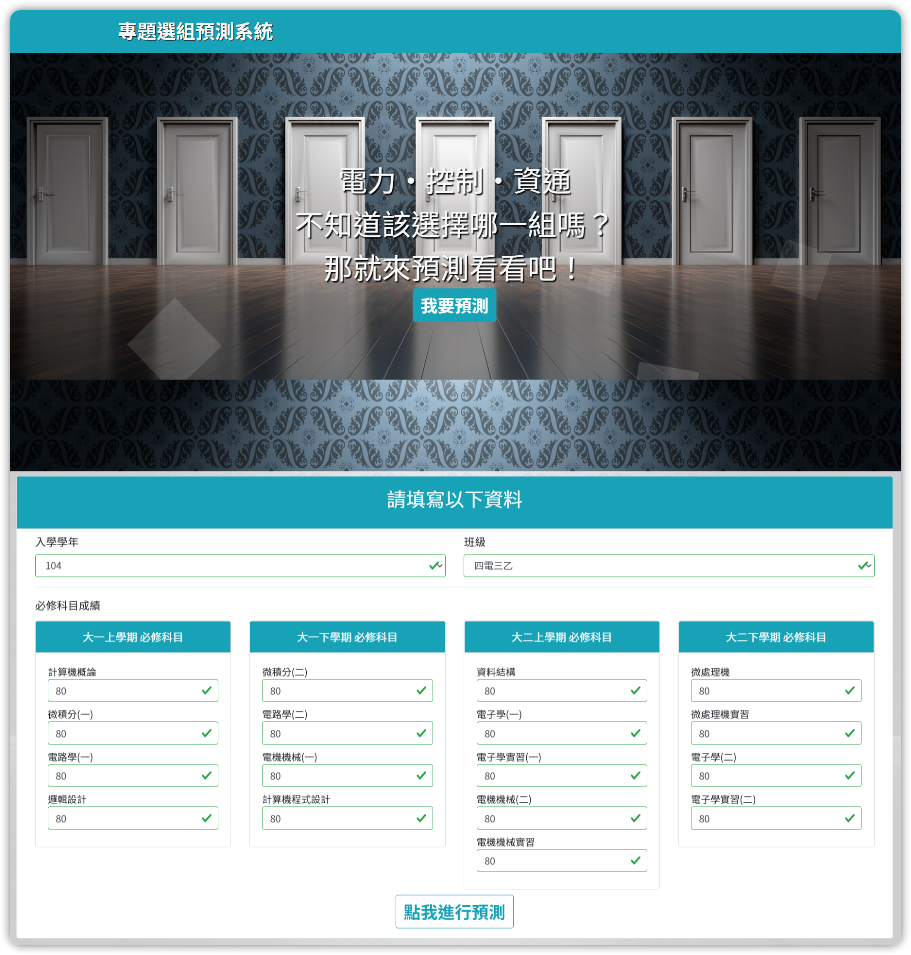 專題選組預測系統
電力・控制・資通
不知道該選擇哪一組嗎？
那就來預測看看吧！
我要預測
請填寫以下資料
入學學年
104
班級
四電三乙
必修科目成績
大一上學期 必修科目
計算機概論
80
微積分(一)
80
電路學(一)
80
邏輯設計
80
大一下學期 必修科目
微積分(二)
80
電路學(二)
80
電機機械(一)
80
計算機程式設計
80
大二上學期 必修科目
資料結構
80
電子學(一)
80
電子學實習(一)
80
電機機械(二)
80
電機機械實習
80
大二下學期 必修科目
微處理機
80
微處理機實習
80
電子學(二)
80
電子學實習(二)
80
點我進行預測